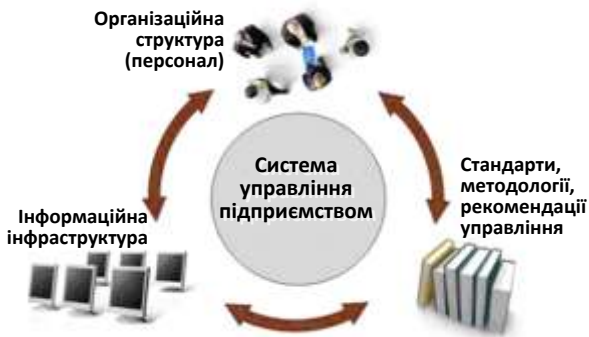 Організаційна
структура
(персонал)
Система
управління
підприємством
Стандарти,
методології,
рекомендації
управління
Інформаційна
інфраструктура